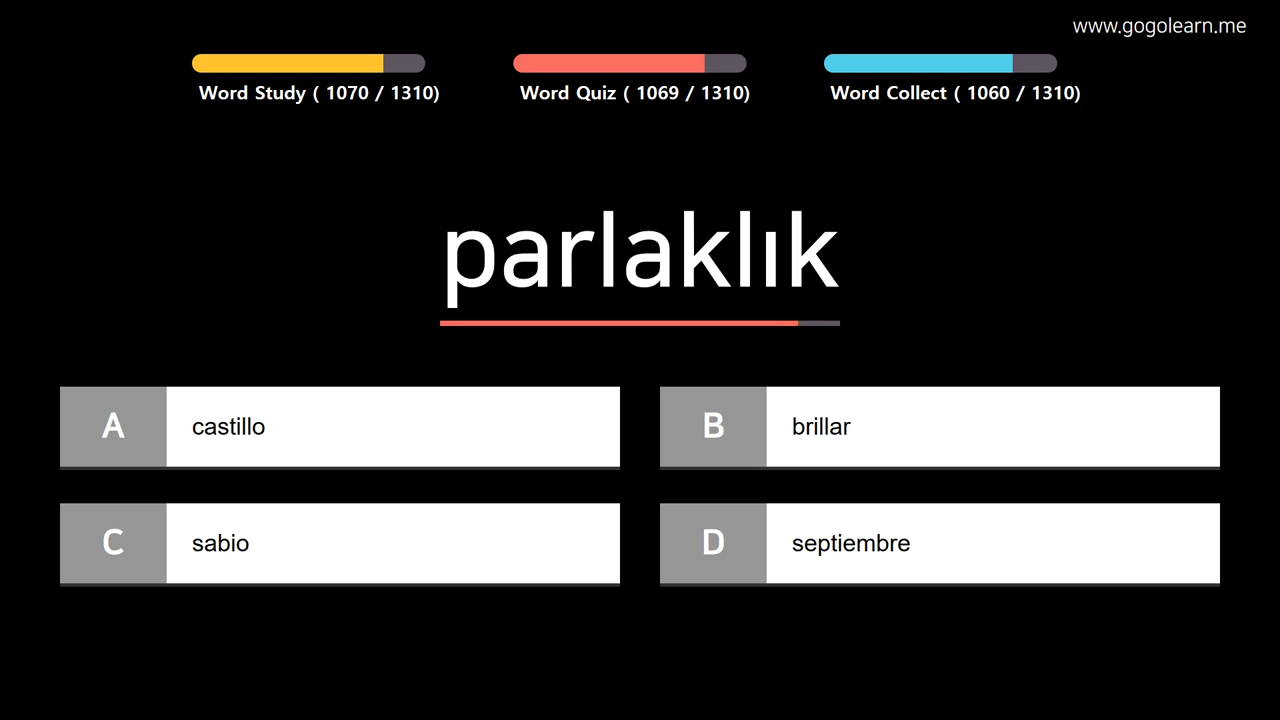 www.gogolearn.me
Word Study ( 1070 / 1310)
Word Quiz ( 1069 / 1310)
Word Collect ( 1060 / 1310)
parlaklık
A castillo
B brillar
C sabio
D septiembre